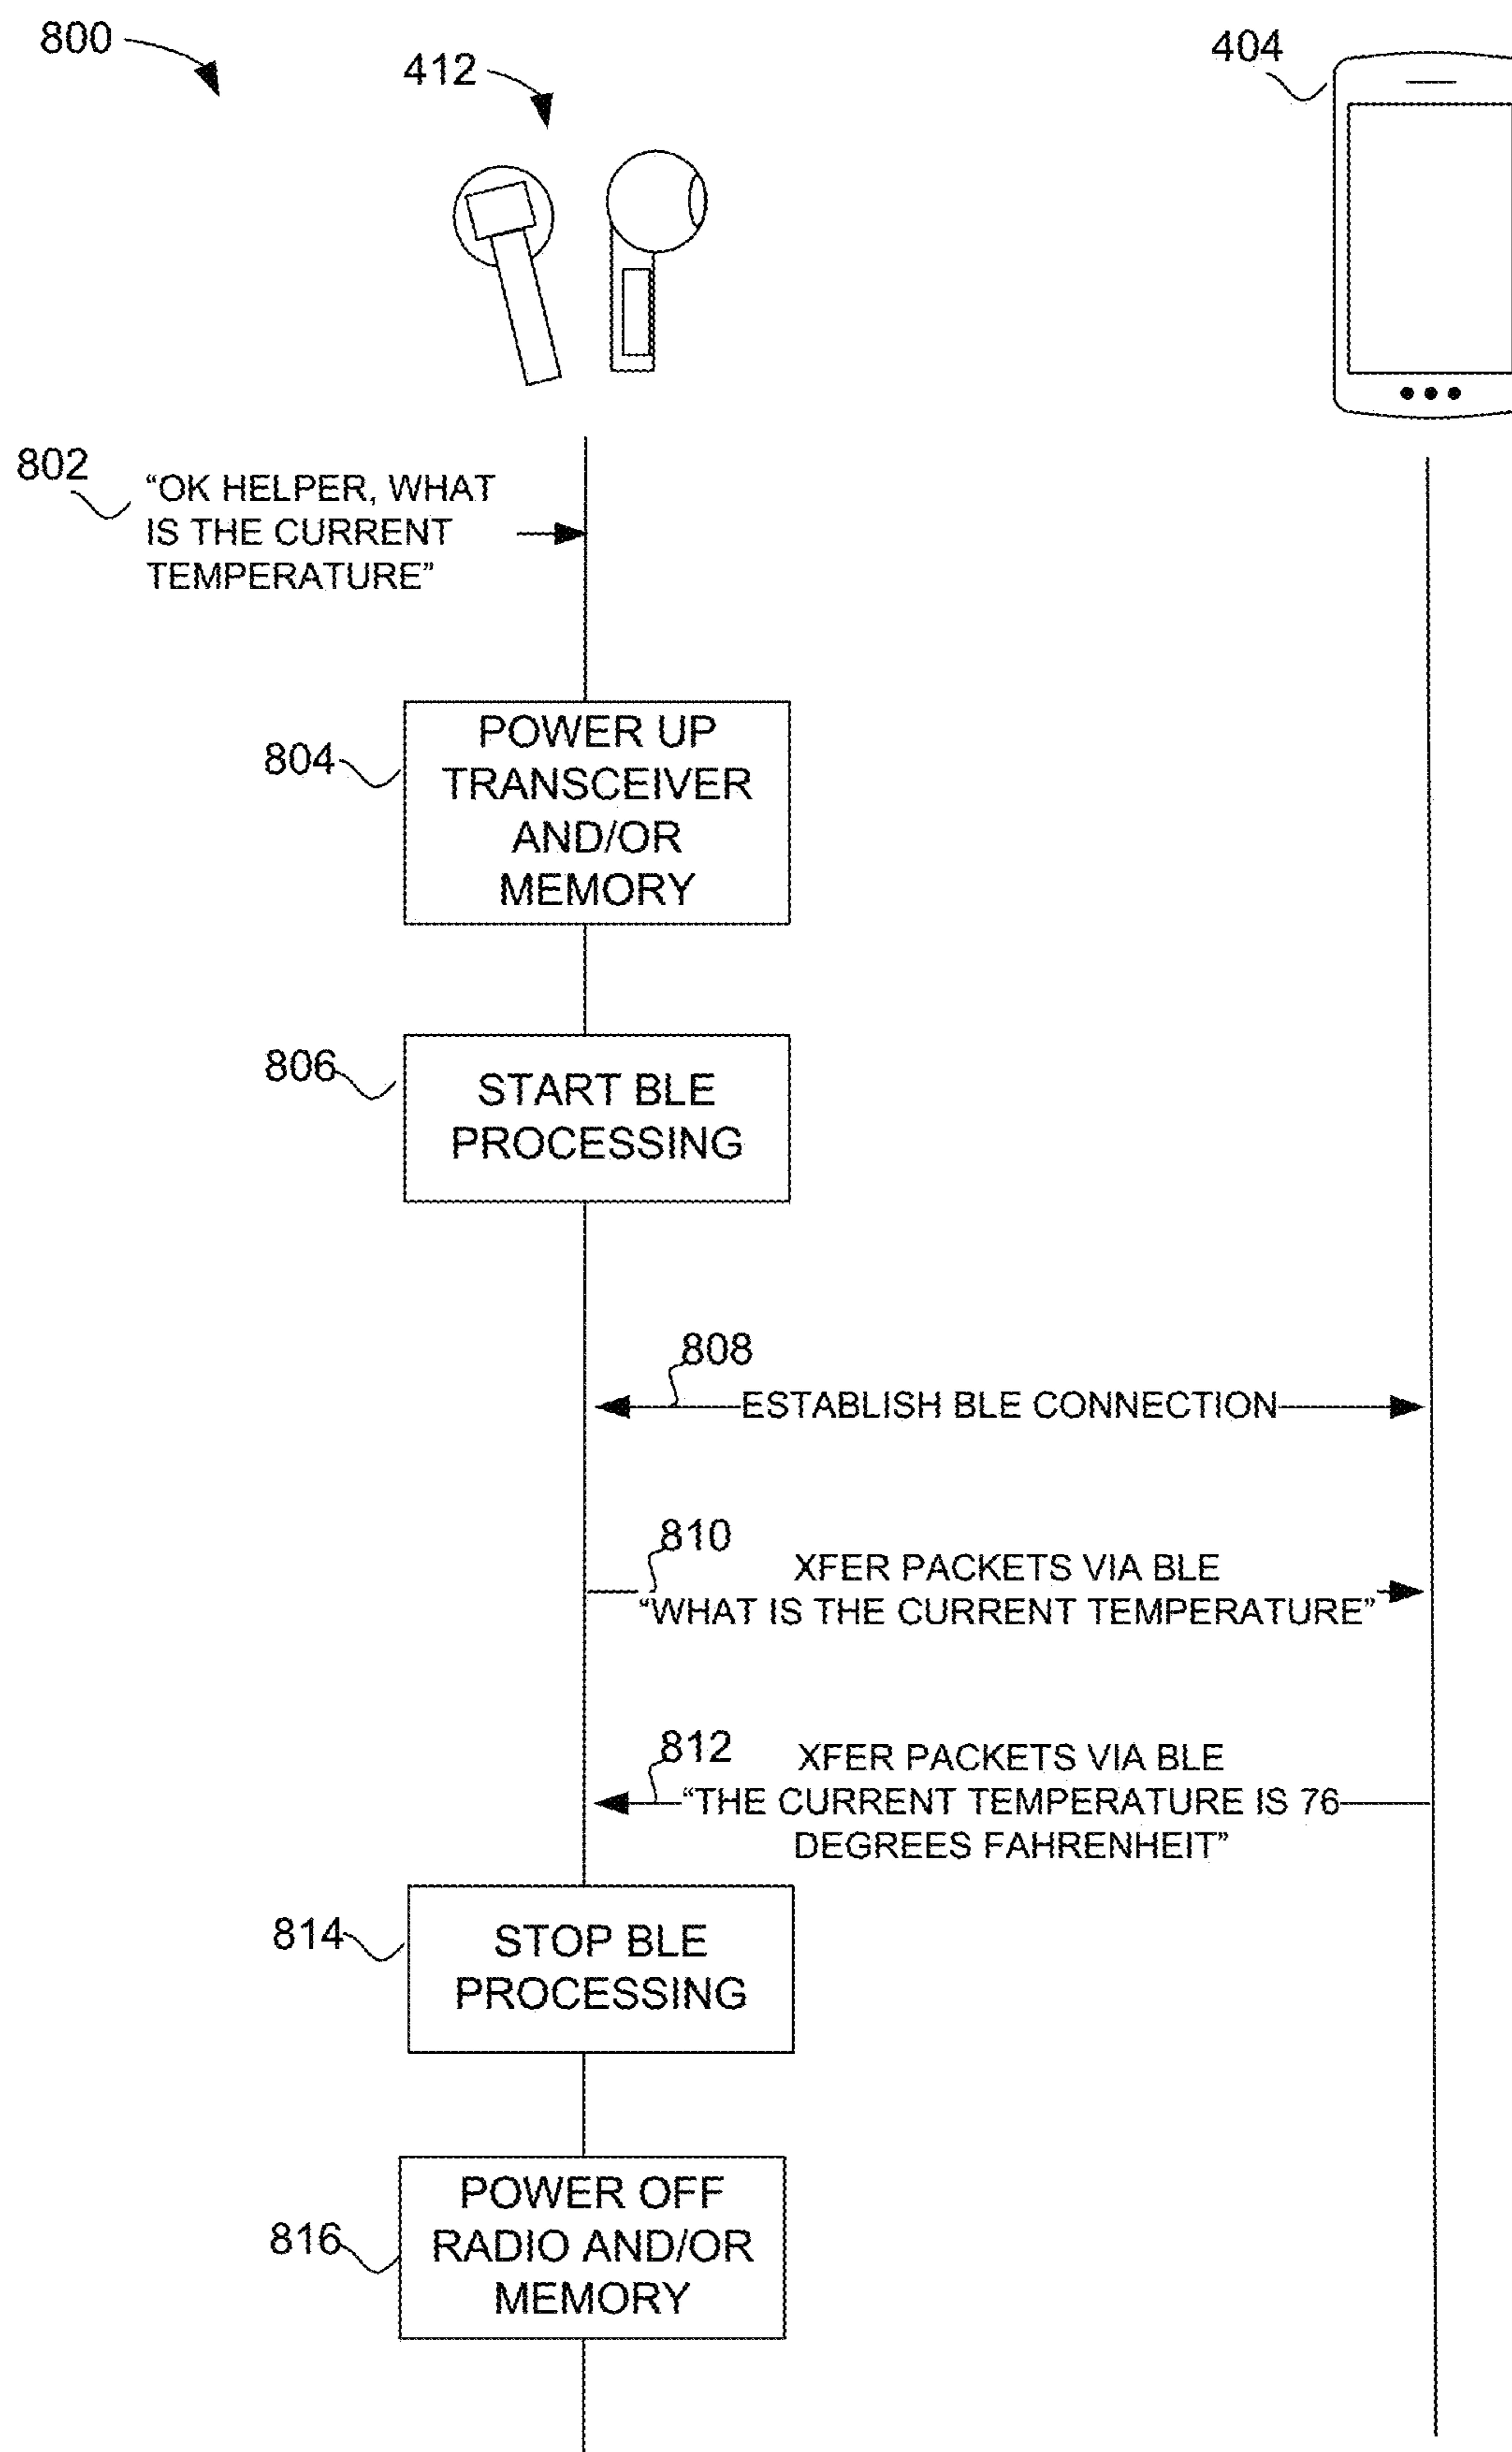 800
412
404
802
“OK HELPER, WHAT
IS THE CURRENT
TEMPERATURE”
804
POWER UP
TRANSCEIVER
AND/OR
MEMORY
806
START BLE
PROCESSING
808
ESTABLISH BLE CONNECTION
810
XFER PACKETS VIA BLE
“WHAT IS THE CURRENT TEMPERATURE”
812
XFER PACKETS VIA BLE
“THE CURRENT TEMPERATURE IS 76
DEGREES FAHRENHEIT”
814
STOP BLE
PROCESSING
816
POWER OFF
RADIO AND/OR
MEMORY